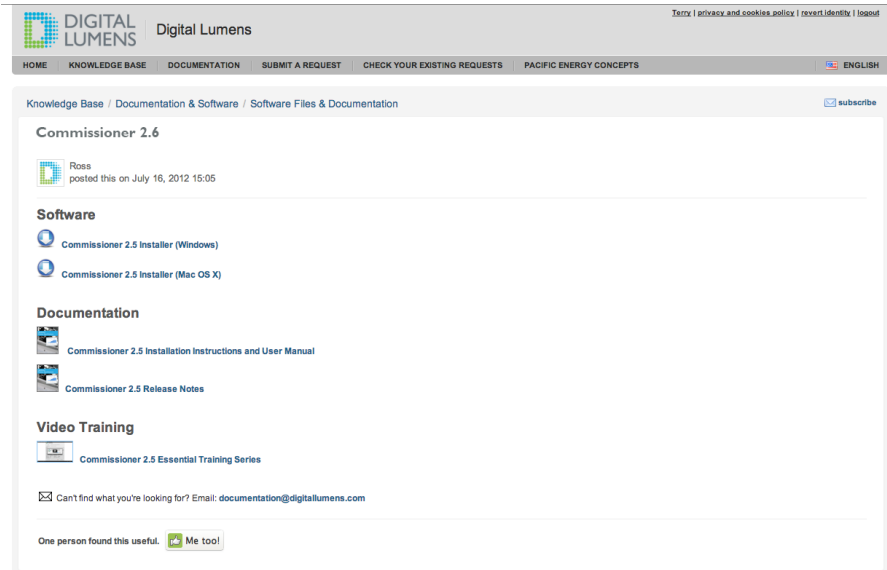 Terry | privacy and cookies policy | revert identity | logout
DIGITAL
LUMENS
Digital Lumens
HOME KNOWLEDGE BASE DOCUMENTATION SUBMIT A REQUEST CHECK YOUR EXISTING REQUESTS PACIFIC ENERGY CONCEPTS ENGLISH
Knowledge Base / Documentation & Software / Software Files & Documentation subscribe
Commissioner 2.6
Ross
posted this on July 16, 2012 15:05
Software
Commissioner 2.5 Installer (Windows)
Commissioner 2.5 Installer (Mac OS X)
Documentation
Commissioner 2.5 Installation Instructions and User Manual
Commissioner 2.5 Release Notes
Video Training
Commissioner 2.5 Essential Training Series
Can't find what you're looking for? Email: documentation@digitallumens.com
One person found this useful. Me too!